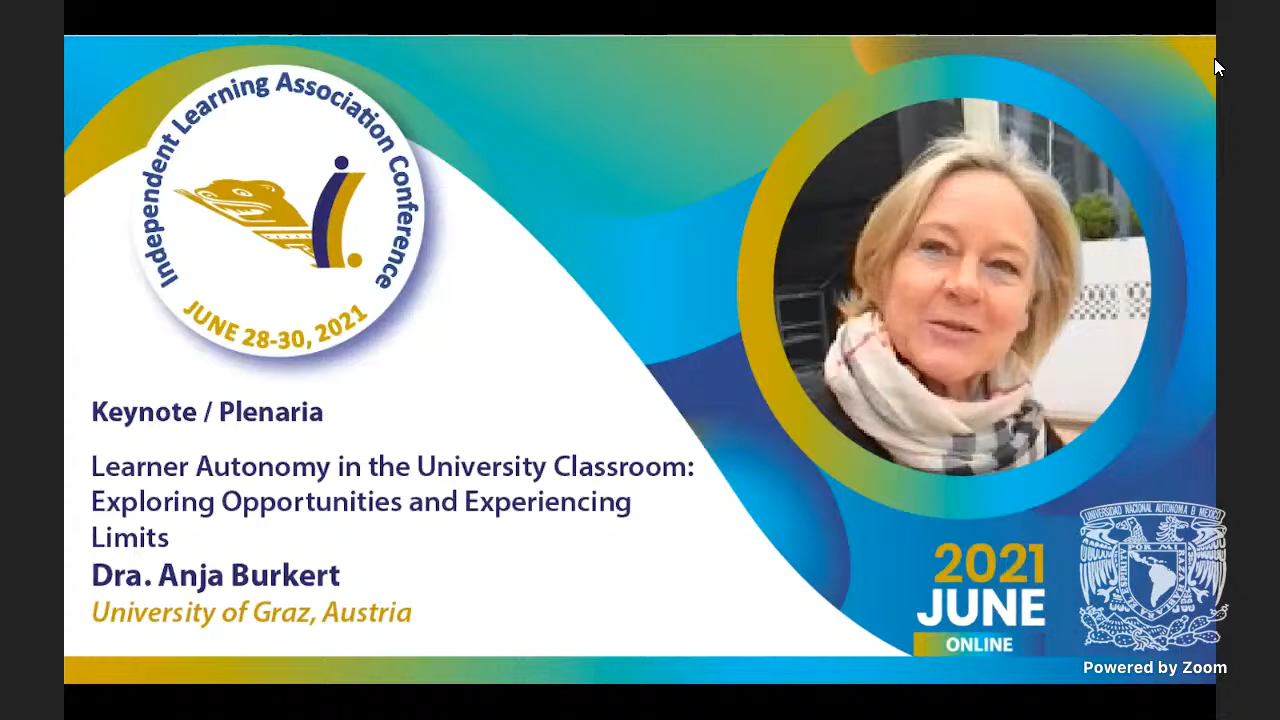 Independent Learning Association Conference
JUNE 28-30, 2021
Keynote / Plenaria
Learner Autonomy in the University Classroom:
Exploring Opportunities and Experiencing
Limits
Dra. Anja Burkert
University of Graz, Austria
2021
JUNE
ONLINE
Powered by Zoom